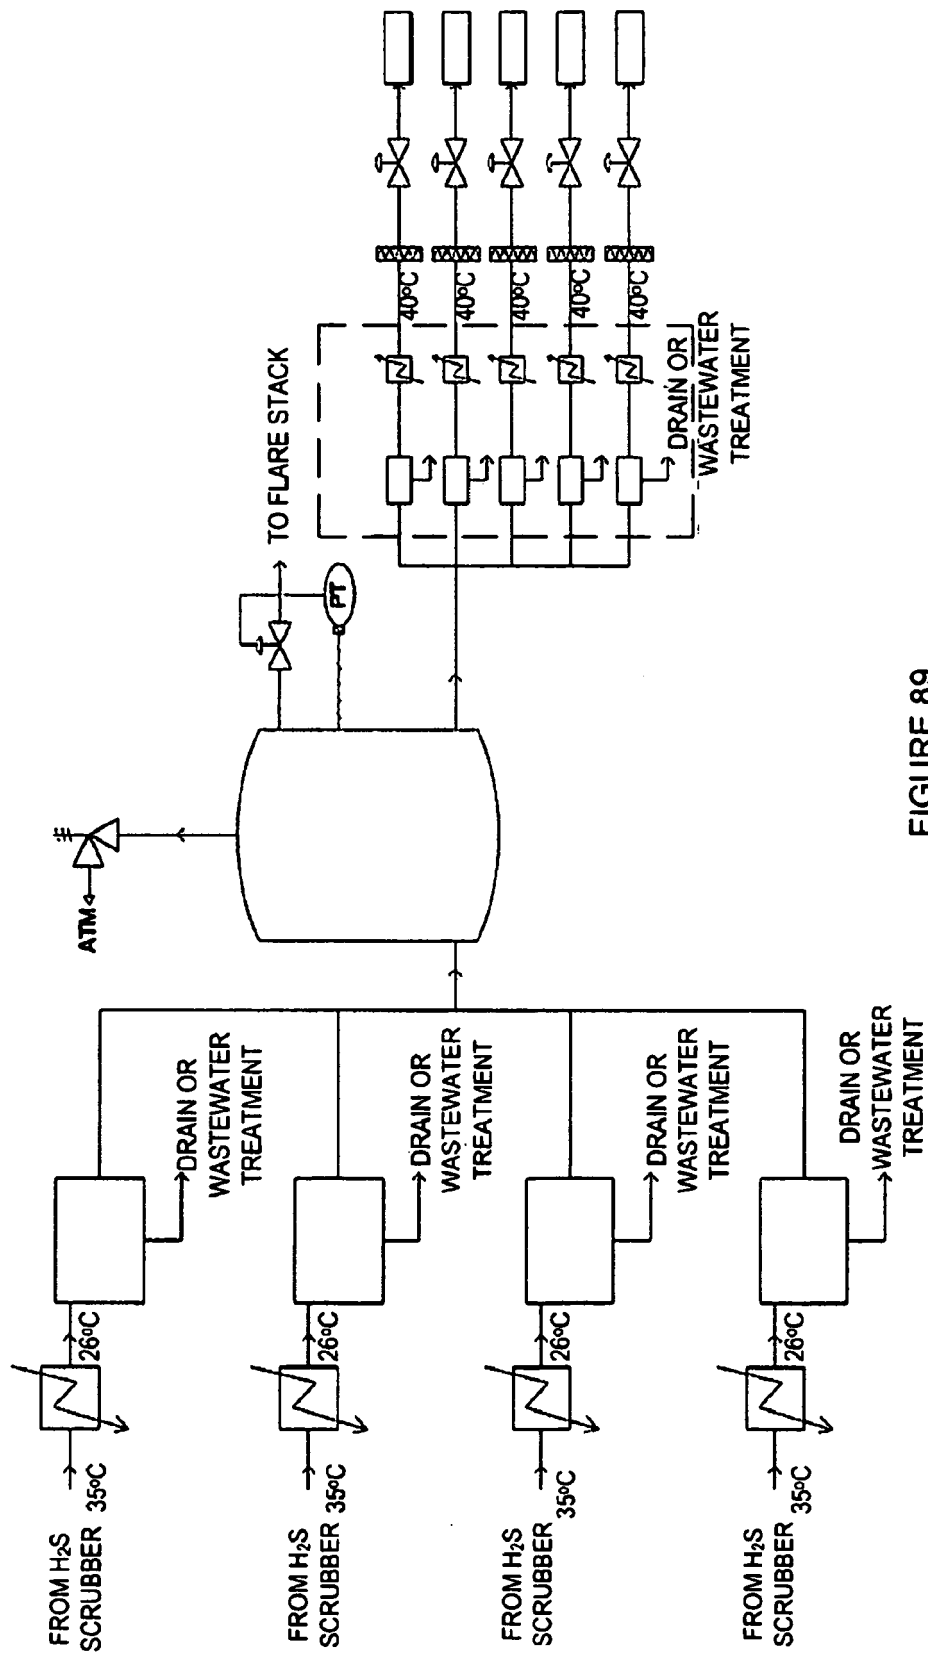 FROM H₂S
SCRUBBER
35ºC
26ºC
DRAIN OR
WASTEWATER
TREATMENT
FROM H₂S
SCRUBBER
35ºC
26ºC
DRAIN OR
WASTEWATER
TREATMENT
FROM H₂S
SCRUBBER
35ºC
26ºC
DRAIN OR
WASTEWATER
TREATMENT
FROM H₂S
SCRUBBER
35ºC
26ºC
DRAIN OR
WASTEWATER
TREATMENT
ATM
PT
TO FLARE STACK
40ºC
40ºC
40ºC
40ºC
40ºC
DRAIN OR
WASTEWATER
TREATMENT
FIGURE 89